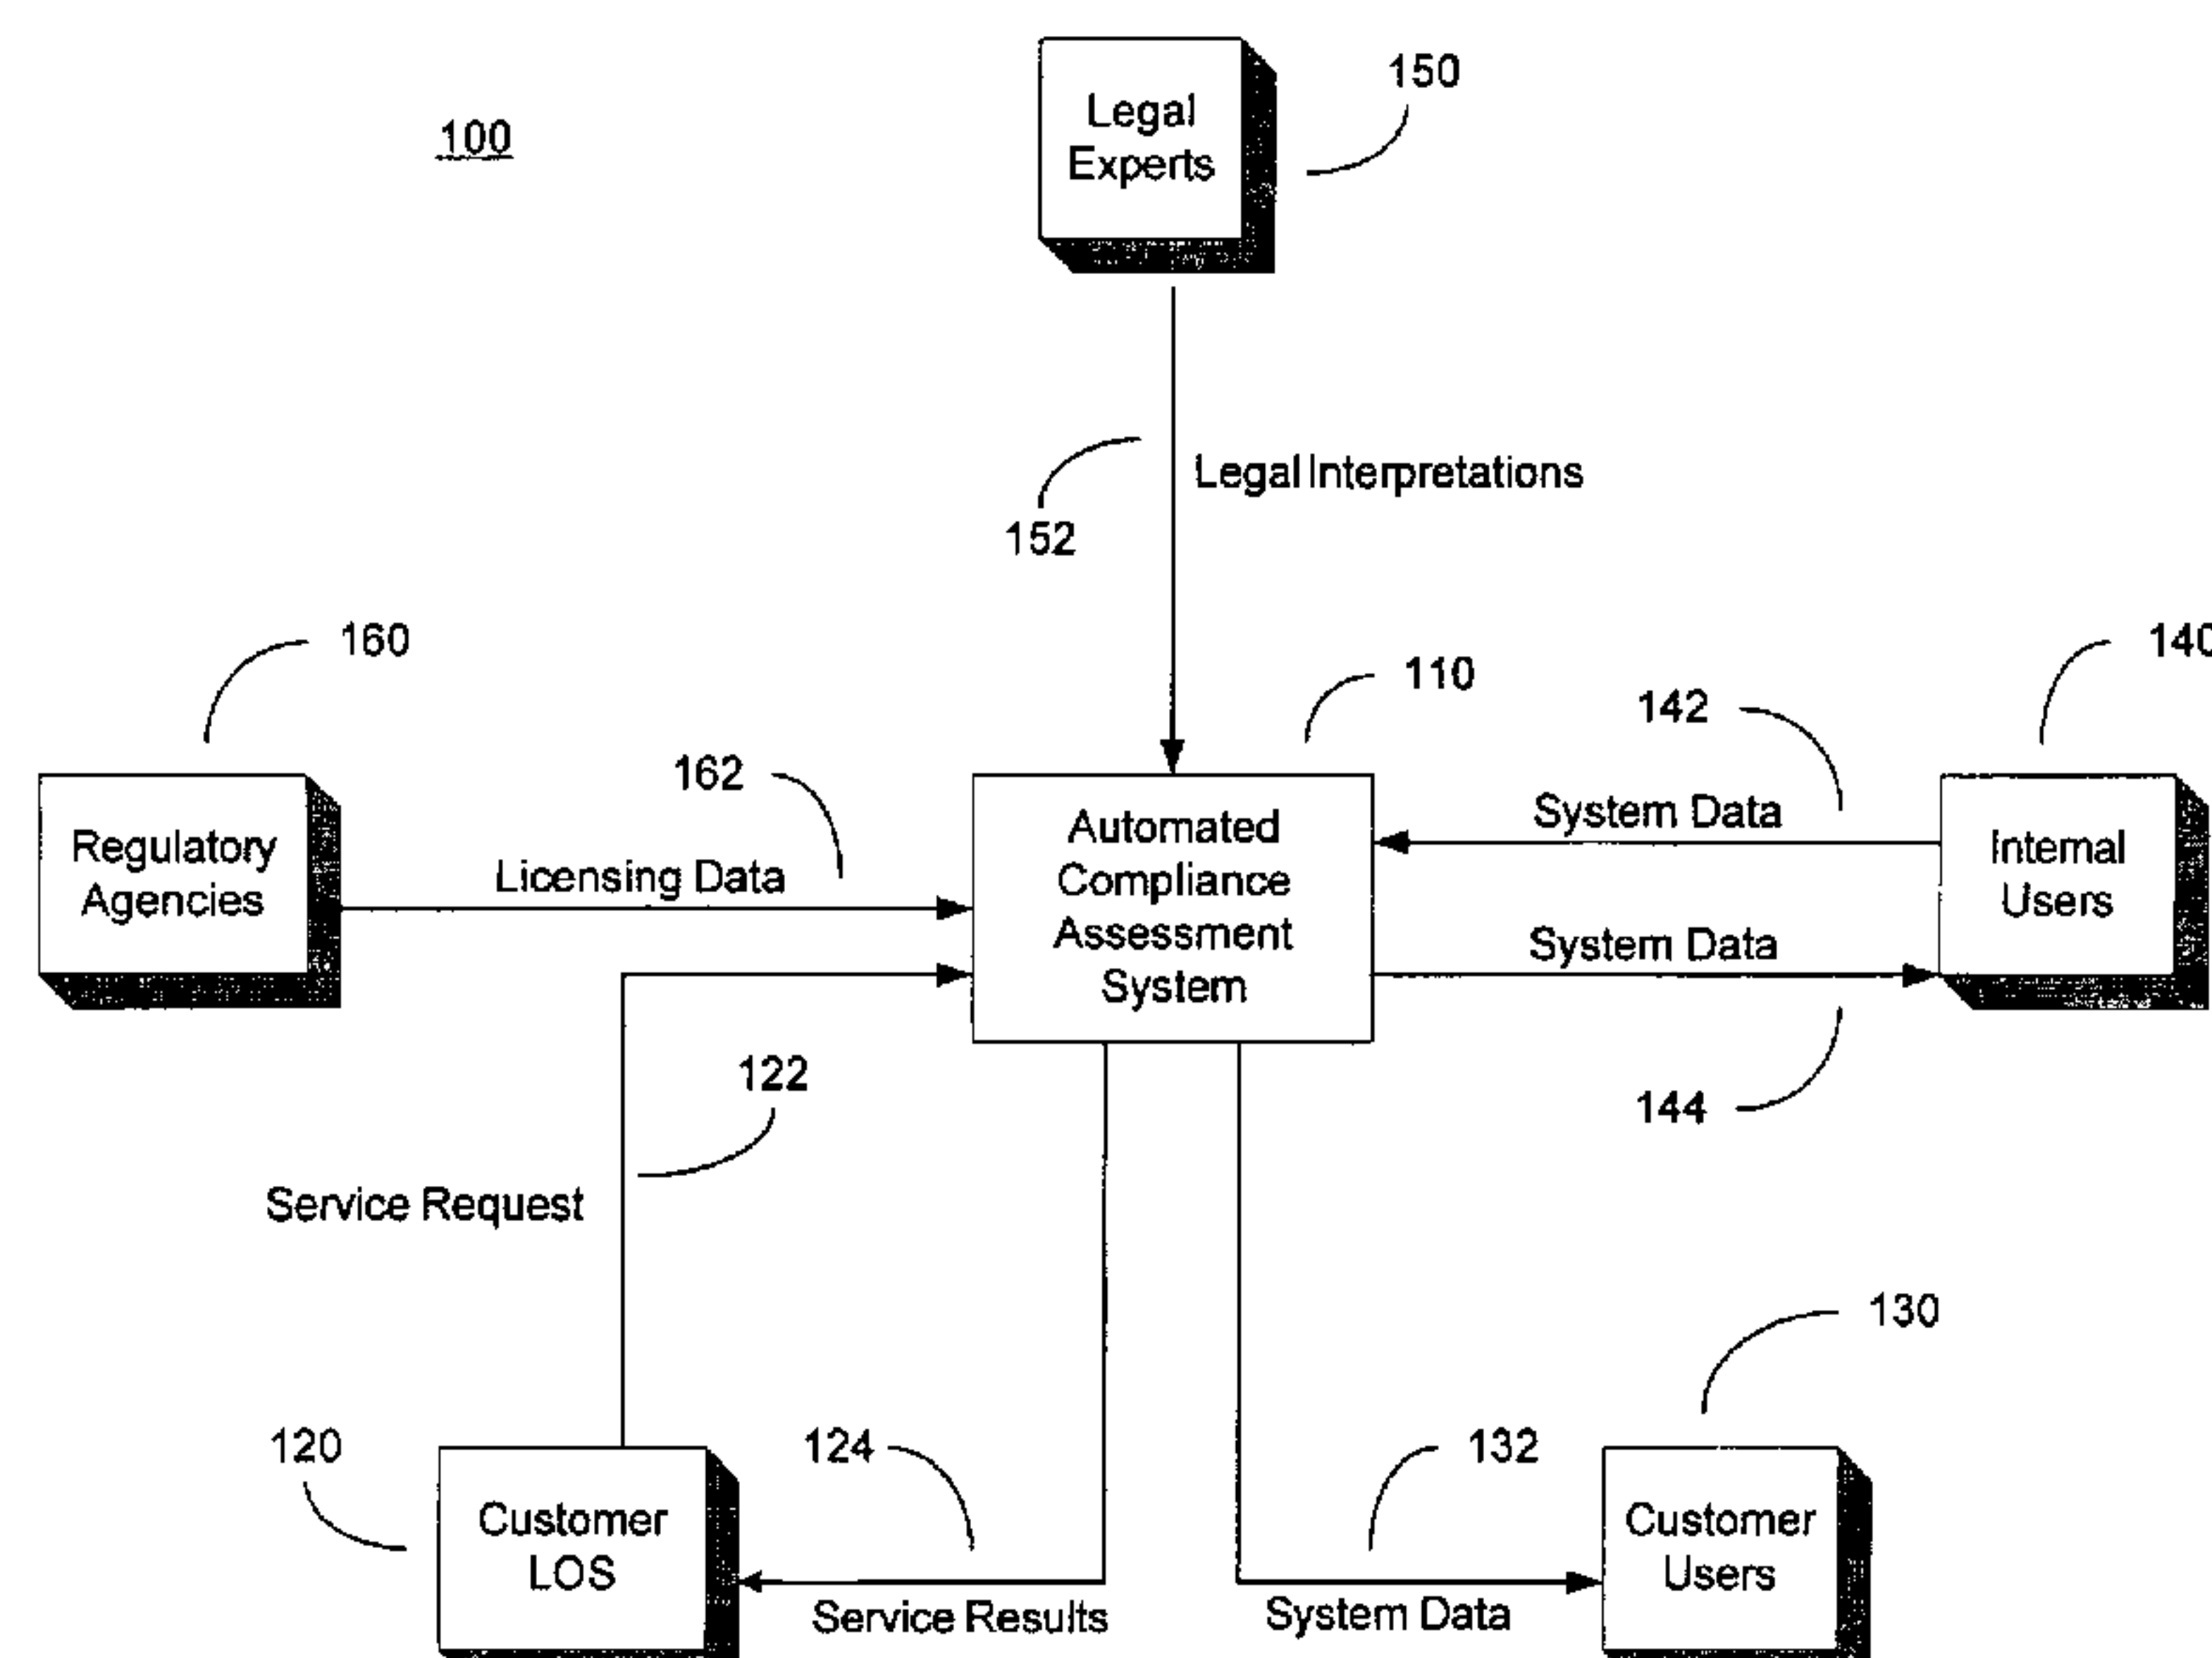 150
100
Legal
Experts
Legal Interpretations
152
160
140
110
142
162
Regulatory
Agencies
Licensing Data
Automated
Compliance
Assessment
System
System Data
System Data
Internal
Users
122
144
Service Request
130
120
124
132
Customer
LOS
Customer
Users
Service Results
System Data